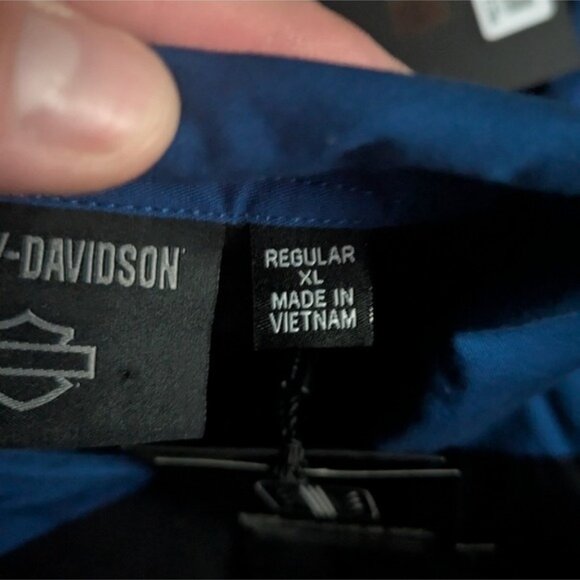 -DAVIDSON
REGULAR
XL
MADE IN
VIETNAM